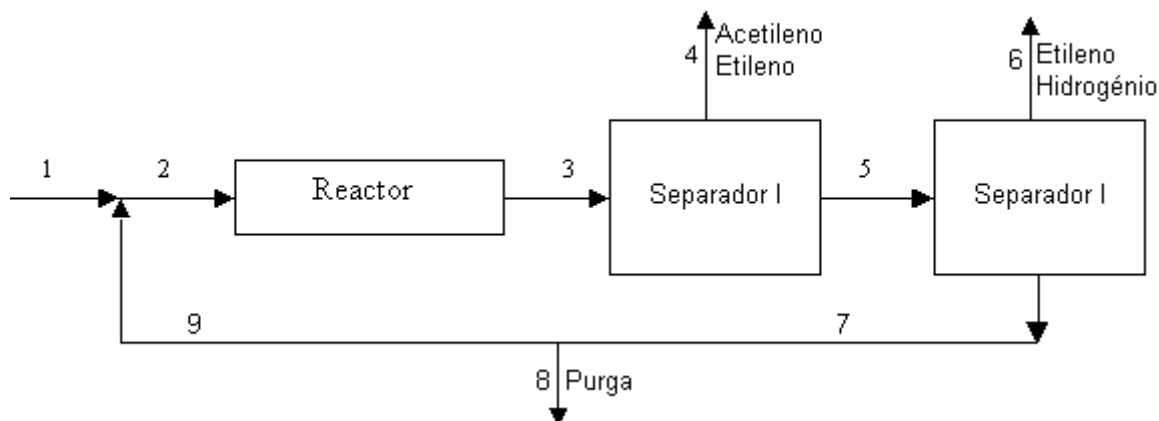 4 Acetileno
Etileno
6 Etileno
Hidrogénio
1
2
Reactor
3
Separador I
5
Separador I
9
7
8 Purga